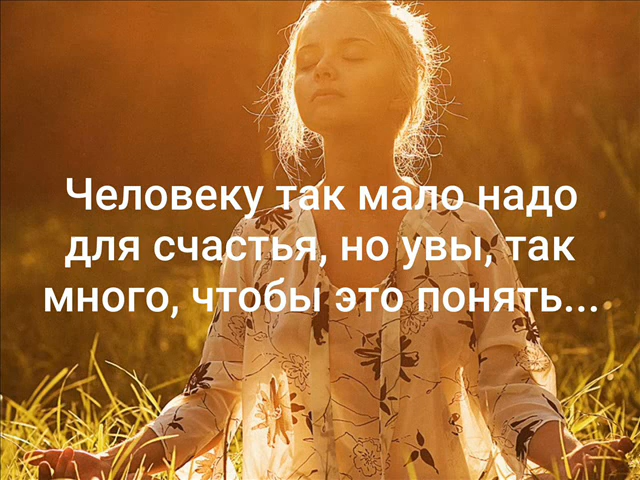 Человеку так мало надо
для счастья, но увы, так
много, чтобы это понять...